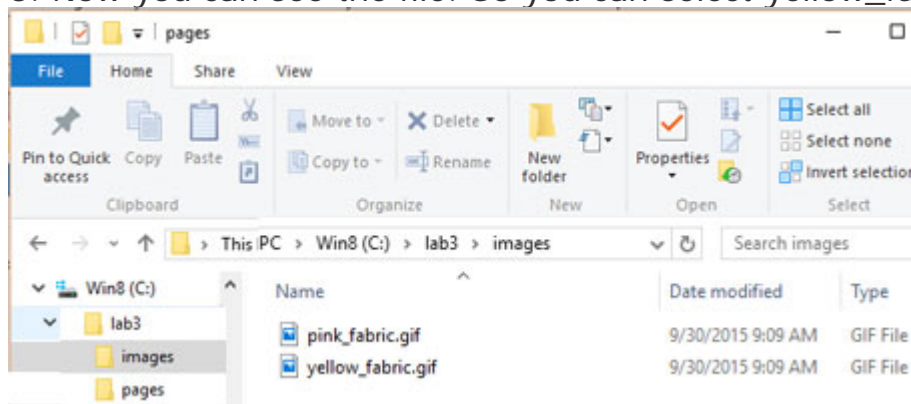 pages
File Home Share View
Move to Delete Select all
Select none
Pin to Quick access Copy Paste Copy to Rename New folder Properties Invert selection
Clipboard Organize New Open Select
This PC > Win8 (C:) > lab3 > images Search images
Win8 (C:) Name Date modified Type
lab3 pink_fabric.gif 9/30/2015 9:09 AM GIF File
images yellow_fabric.gif 9/30/2015 9:09 AM GIF File
pages